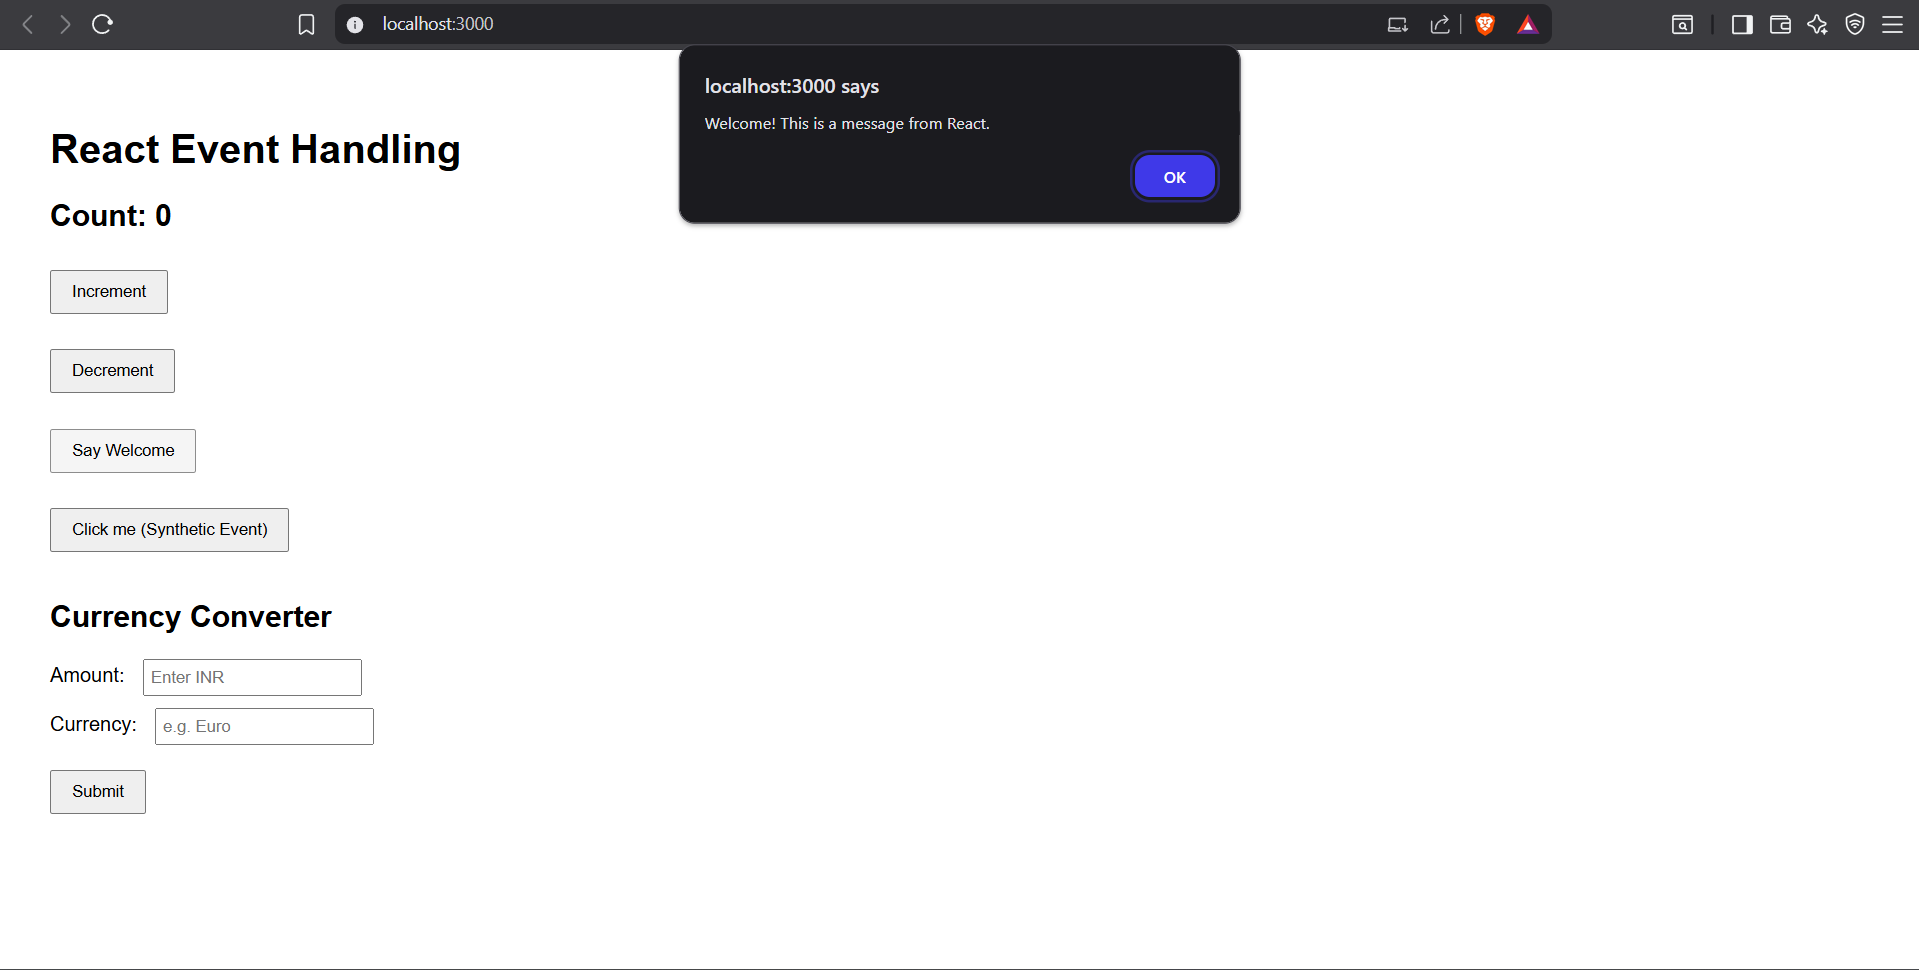 localhost:3000
localhost:3000 says
Welcome! This is a message from React.
OK
React Event Handling
Count: 0
Increment
Decrement
Say Welcome
Click me (Synthetic Event)
Currency Converter
Amount: Enter INR
Currency: e.g. Euro
Submit